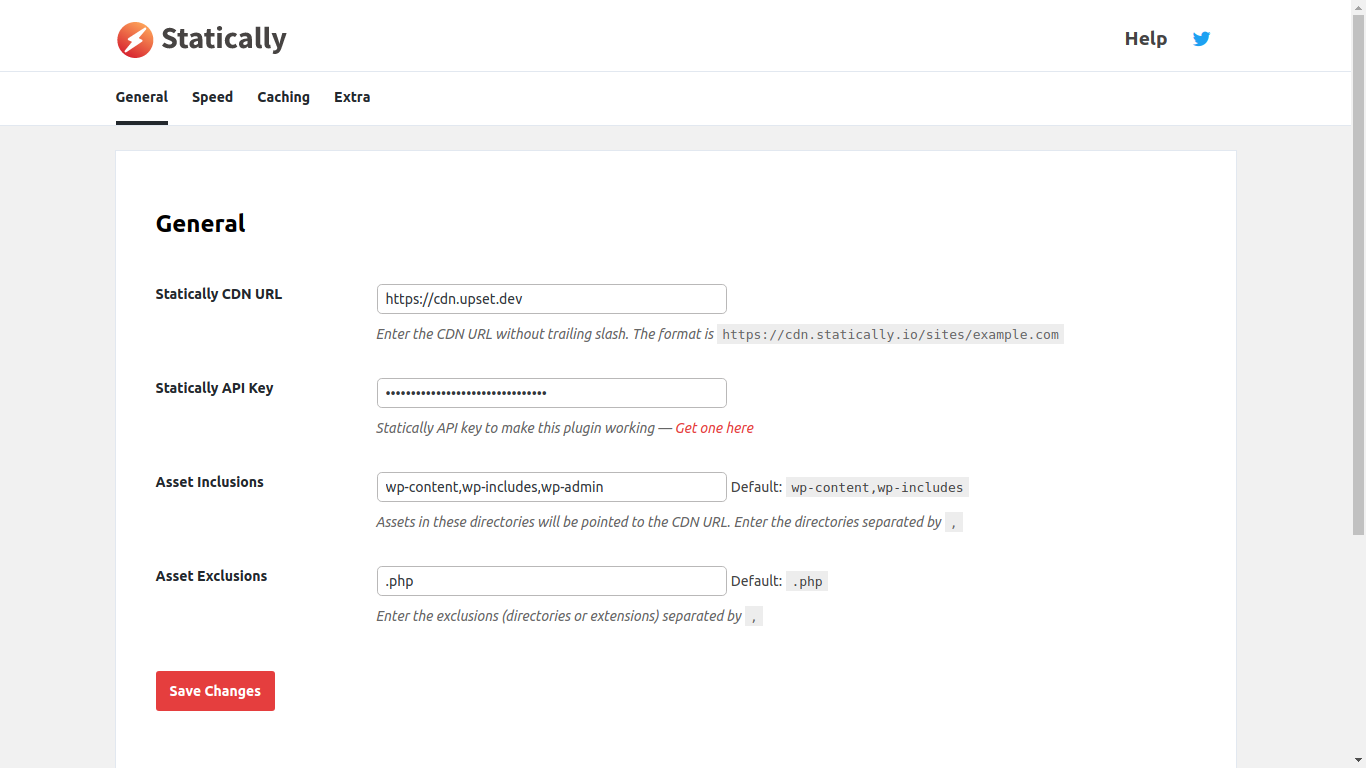 Statically
Help
General Speed Caching Extra
General
Statically CDN URL
https://cdn.upset.dev
Enter the CDN URL without trailing slash. The format is https://cdn.statically.io/sites/example.com
Statically API Key
••••••••••••••••••••••••••••••••
Statically API key to make this plugin working — Get one here
Asset Inclusions
wp-content,wp-includes,wp-admin Default: wp-content,wp-includes
Assets in these directories will be pointed to the CDN URL. Enter the directories separated by ,
Asset Exclusions
.php Default: .php
Enter the exclusions (directories or extensions) separated by ,
Save Changes